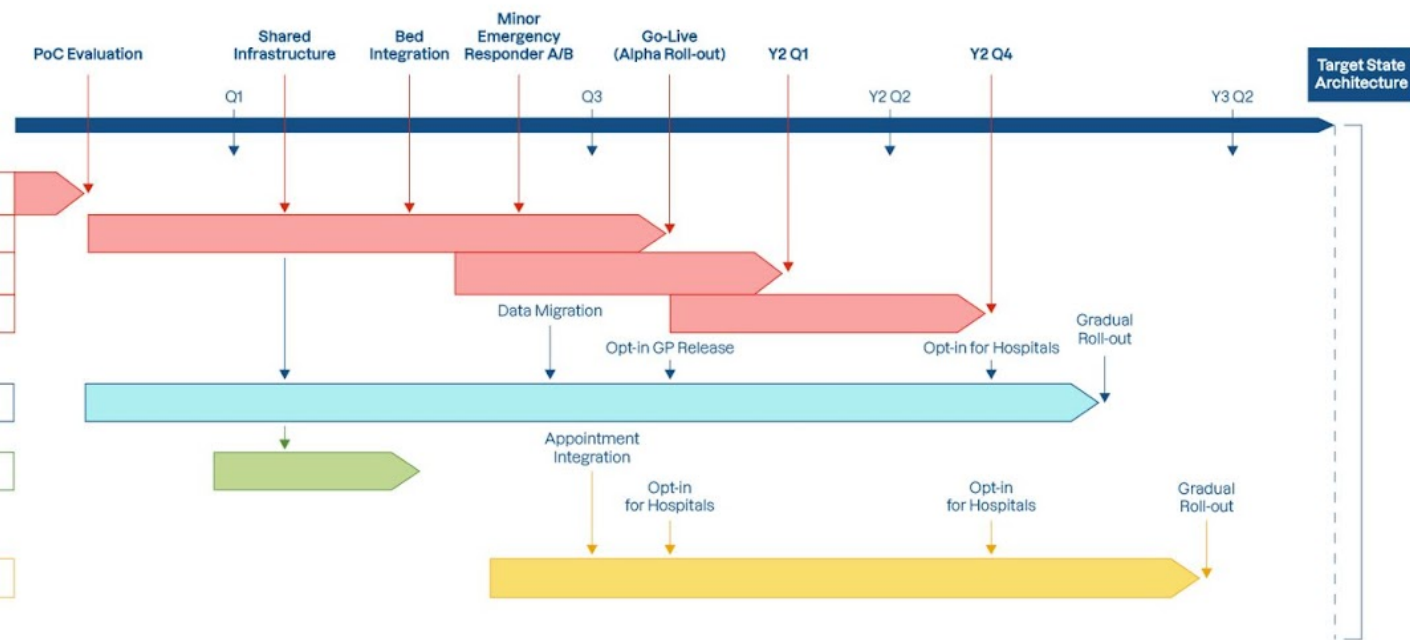 PoC Evaluation
Shared
Infrastructure
Bed
Integration
Minor
Emergency
Responder A/B
Go-Live
(Alpha Roll-out)
Y2 Q1
Y2 Q4
Target State
Architecture
Q1
Q3
Y2 Q2
Y3 Q2
Data Migration
Opt-in GP Release
Opt-in for Hospitals
Gradual
Roll-out
Appointment
Integration
Opt-in
for Hospitals
Opt-in
for Hospitals
Gradual
Roll-out